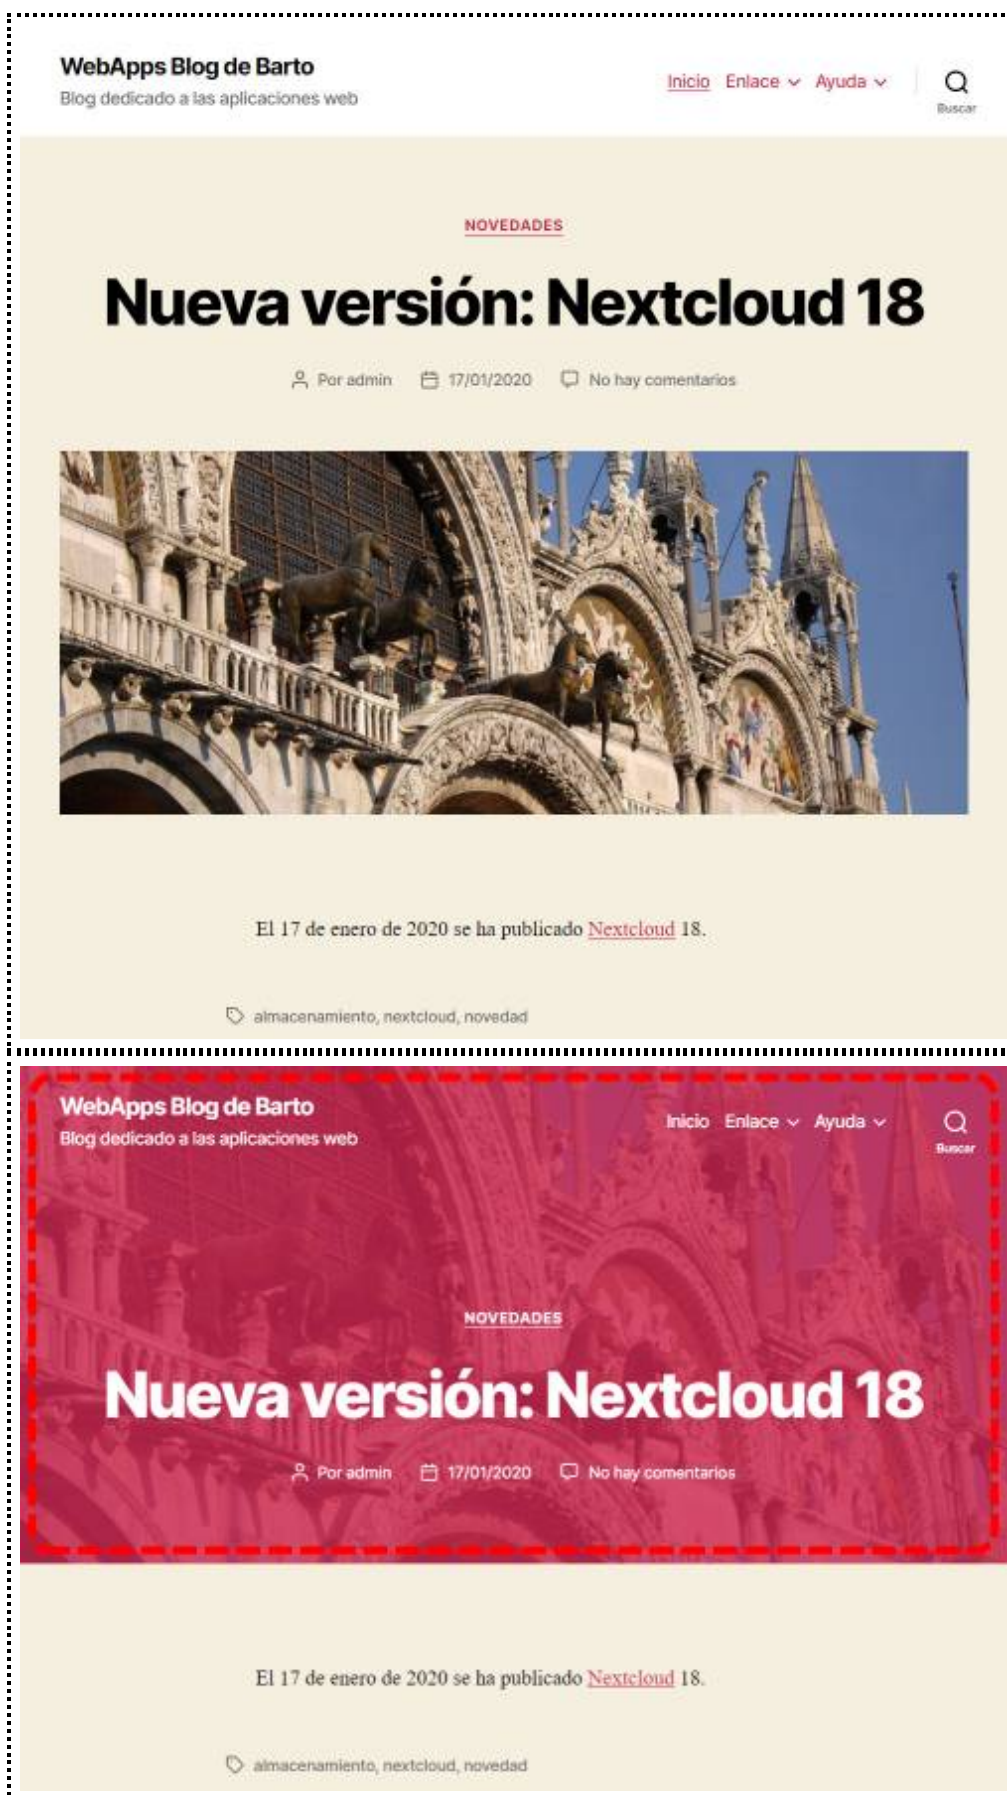 WebApps Blog de Barto
Blog dedicado a las aplicaciones web
Inicio Enlace Ayuda
Buscar
NOVEDADES
Nueva versión: Nextcloud 18
Por admin 17/01/2020 No hay comentarios
El 17 de enero de 2020 se ha publicado Nextcloud 18.
almacenamiento, nextcloud, novedad
WebApps Blog de Barto
Blog dedicado a las aplicaciones web
Inicio Enlace Ayuda
Buscar
NOVEDADES
Nueva versión: Nextcloud 18
Por admin 17/01/2020 No hay comentarios
El 17 de enero de 2020 se ha publicado Nextcloud 18.
almacenamiento, nextcloud, novedad